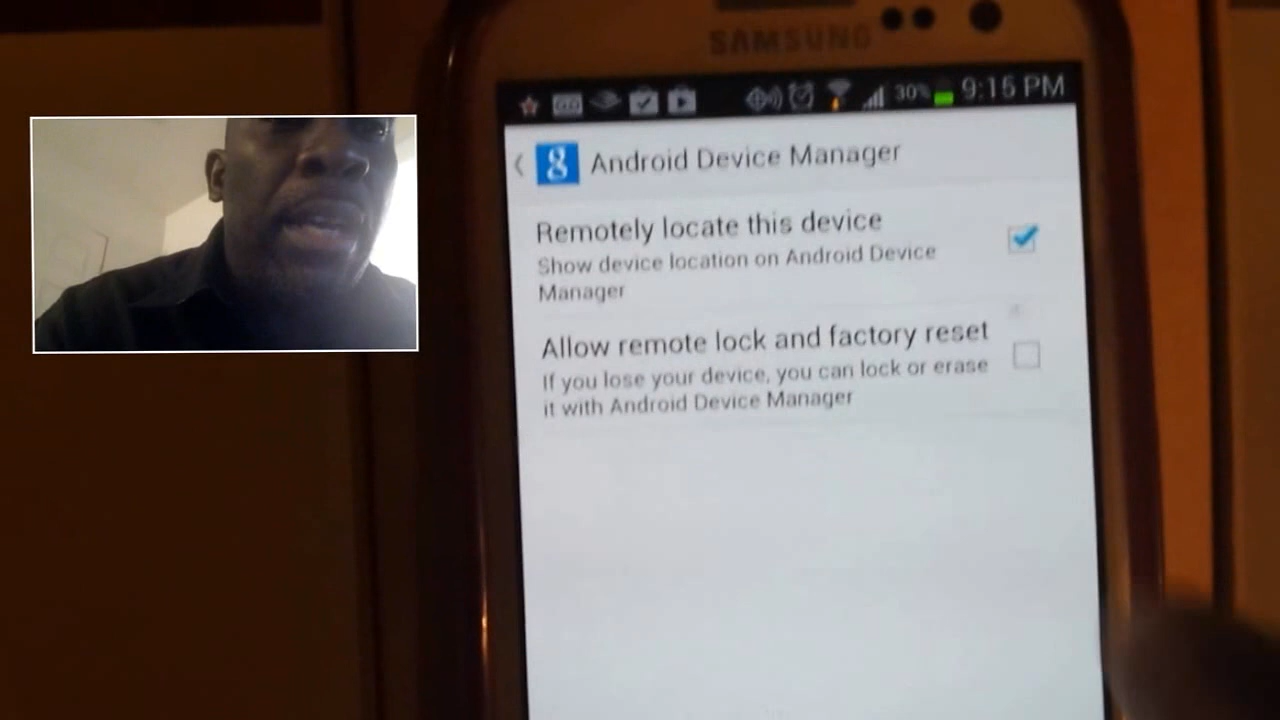 SAMSUNG
30% 9:15 PM
g Android Device Manager
Remotely locate this device
Show device location on Android Device
Manager
Allow remote lock and factory reset
If you lose your device, you can lock or erase
it with Android Device Manager